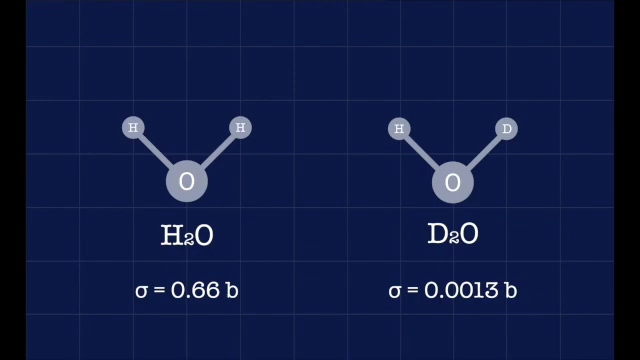 H H H D
O O
H₂O D₂O
σ = 0.66 b σ = 0.0013 b